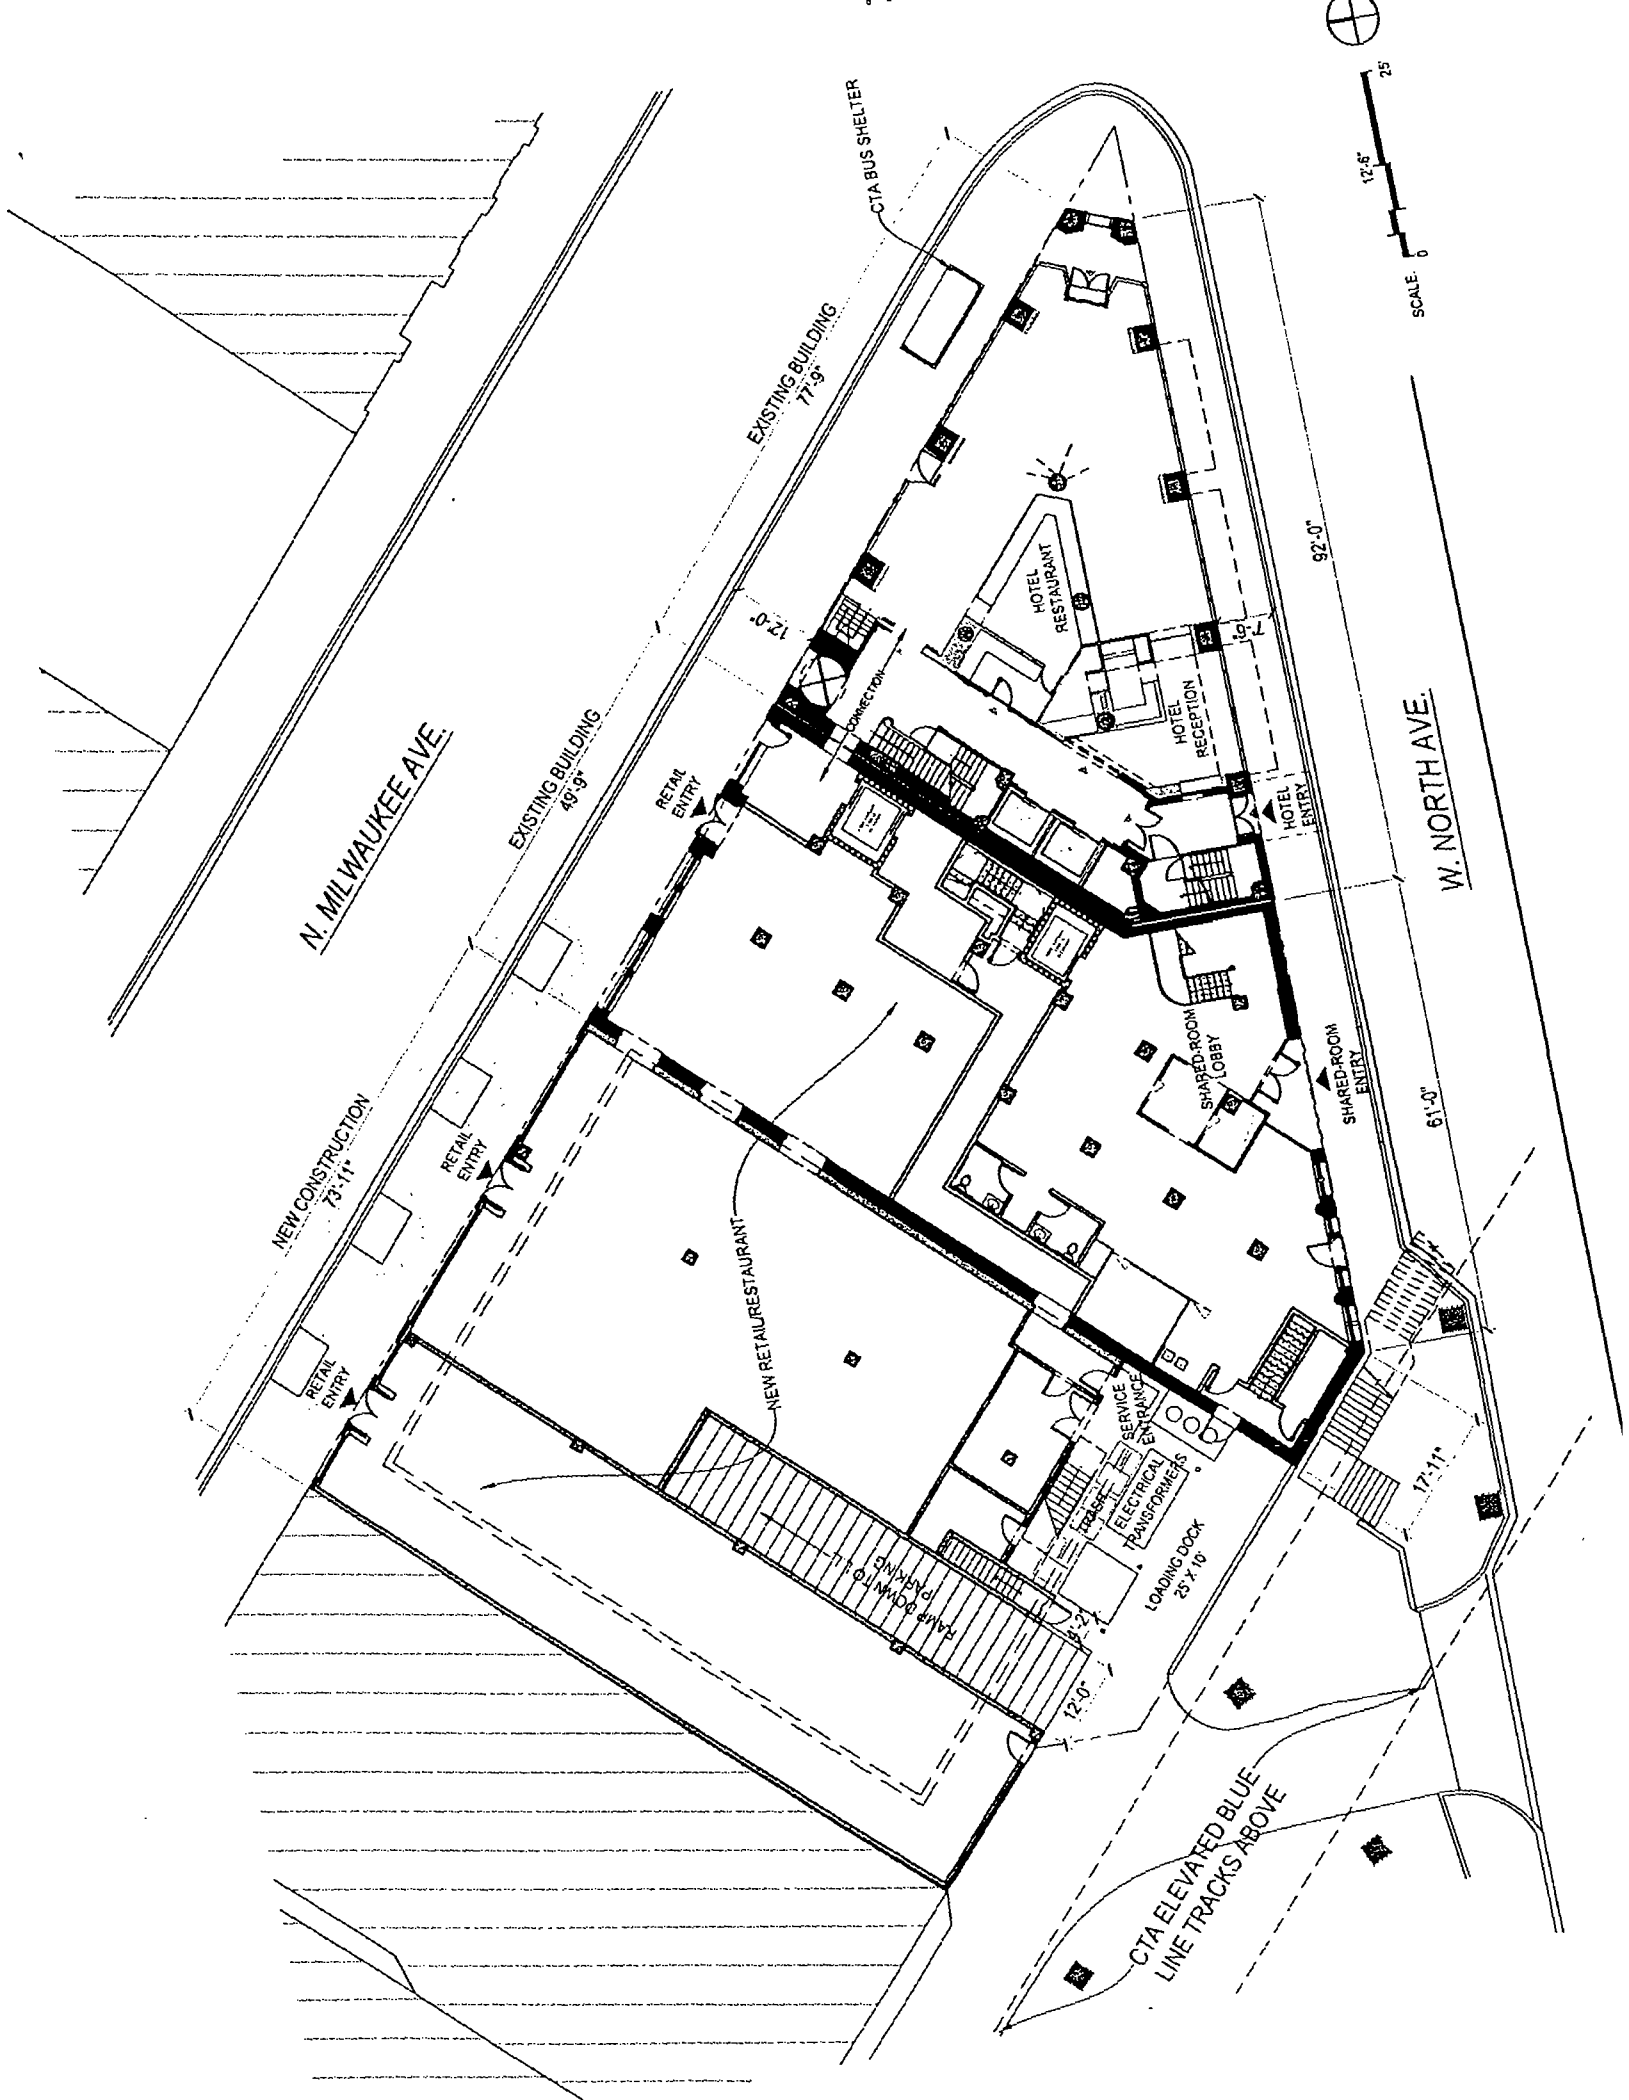 CTA BUS SHELTER
25'
12'-6"
0
SCALE.
EXISTING BUILDING
77'-9"
EXISTING BUILDING
49'-9"
NEW CONSTRUCTION
73'-11"
N. MILWAUKEE AVE.
W. NORTH AVE.
12'-0"
CONNECTION
HOTEL
RESTAURANT
HOTEL
RECEPTION
7'-6"
92'-0"
HOTEL
ENTRY
RETAIL
ENTRY
RETAIL
ENTRY
RETAIL
ENTRY
NEW RETAIL/RESTAURANT
SHARED-ROOM
LOBBY
SHARED-ROOM
ENTRY
61'-0"
17'-11"
SERVICE
ENTRANCE
TRASH
ELECTRICAL
TRANSFORMERS
LOADING DOCK
25' X 10'
RAMP DOWN TO LL
PARKING
12'-0"
CTA ELEVATED BLUE
LINE TRACKS ABOVE